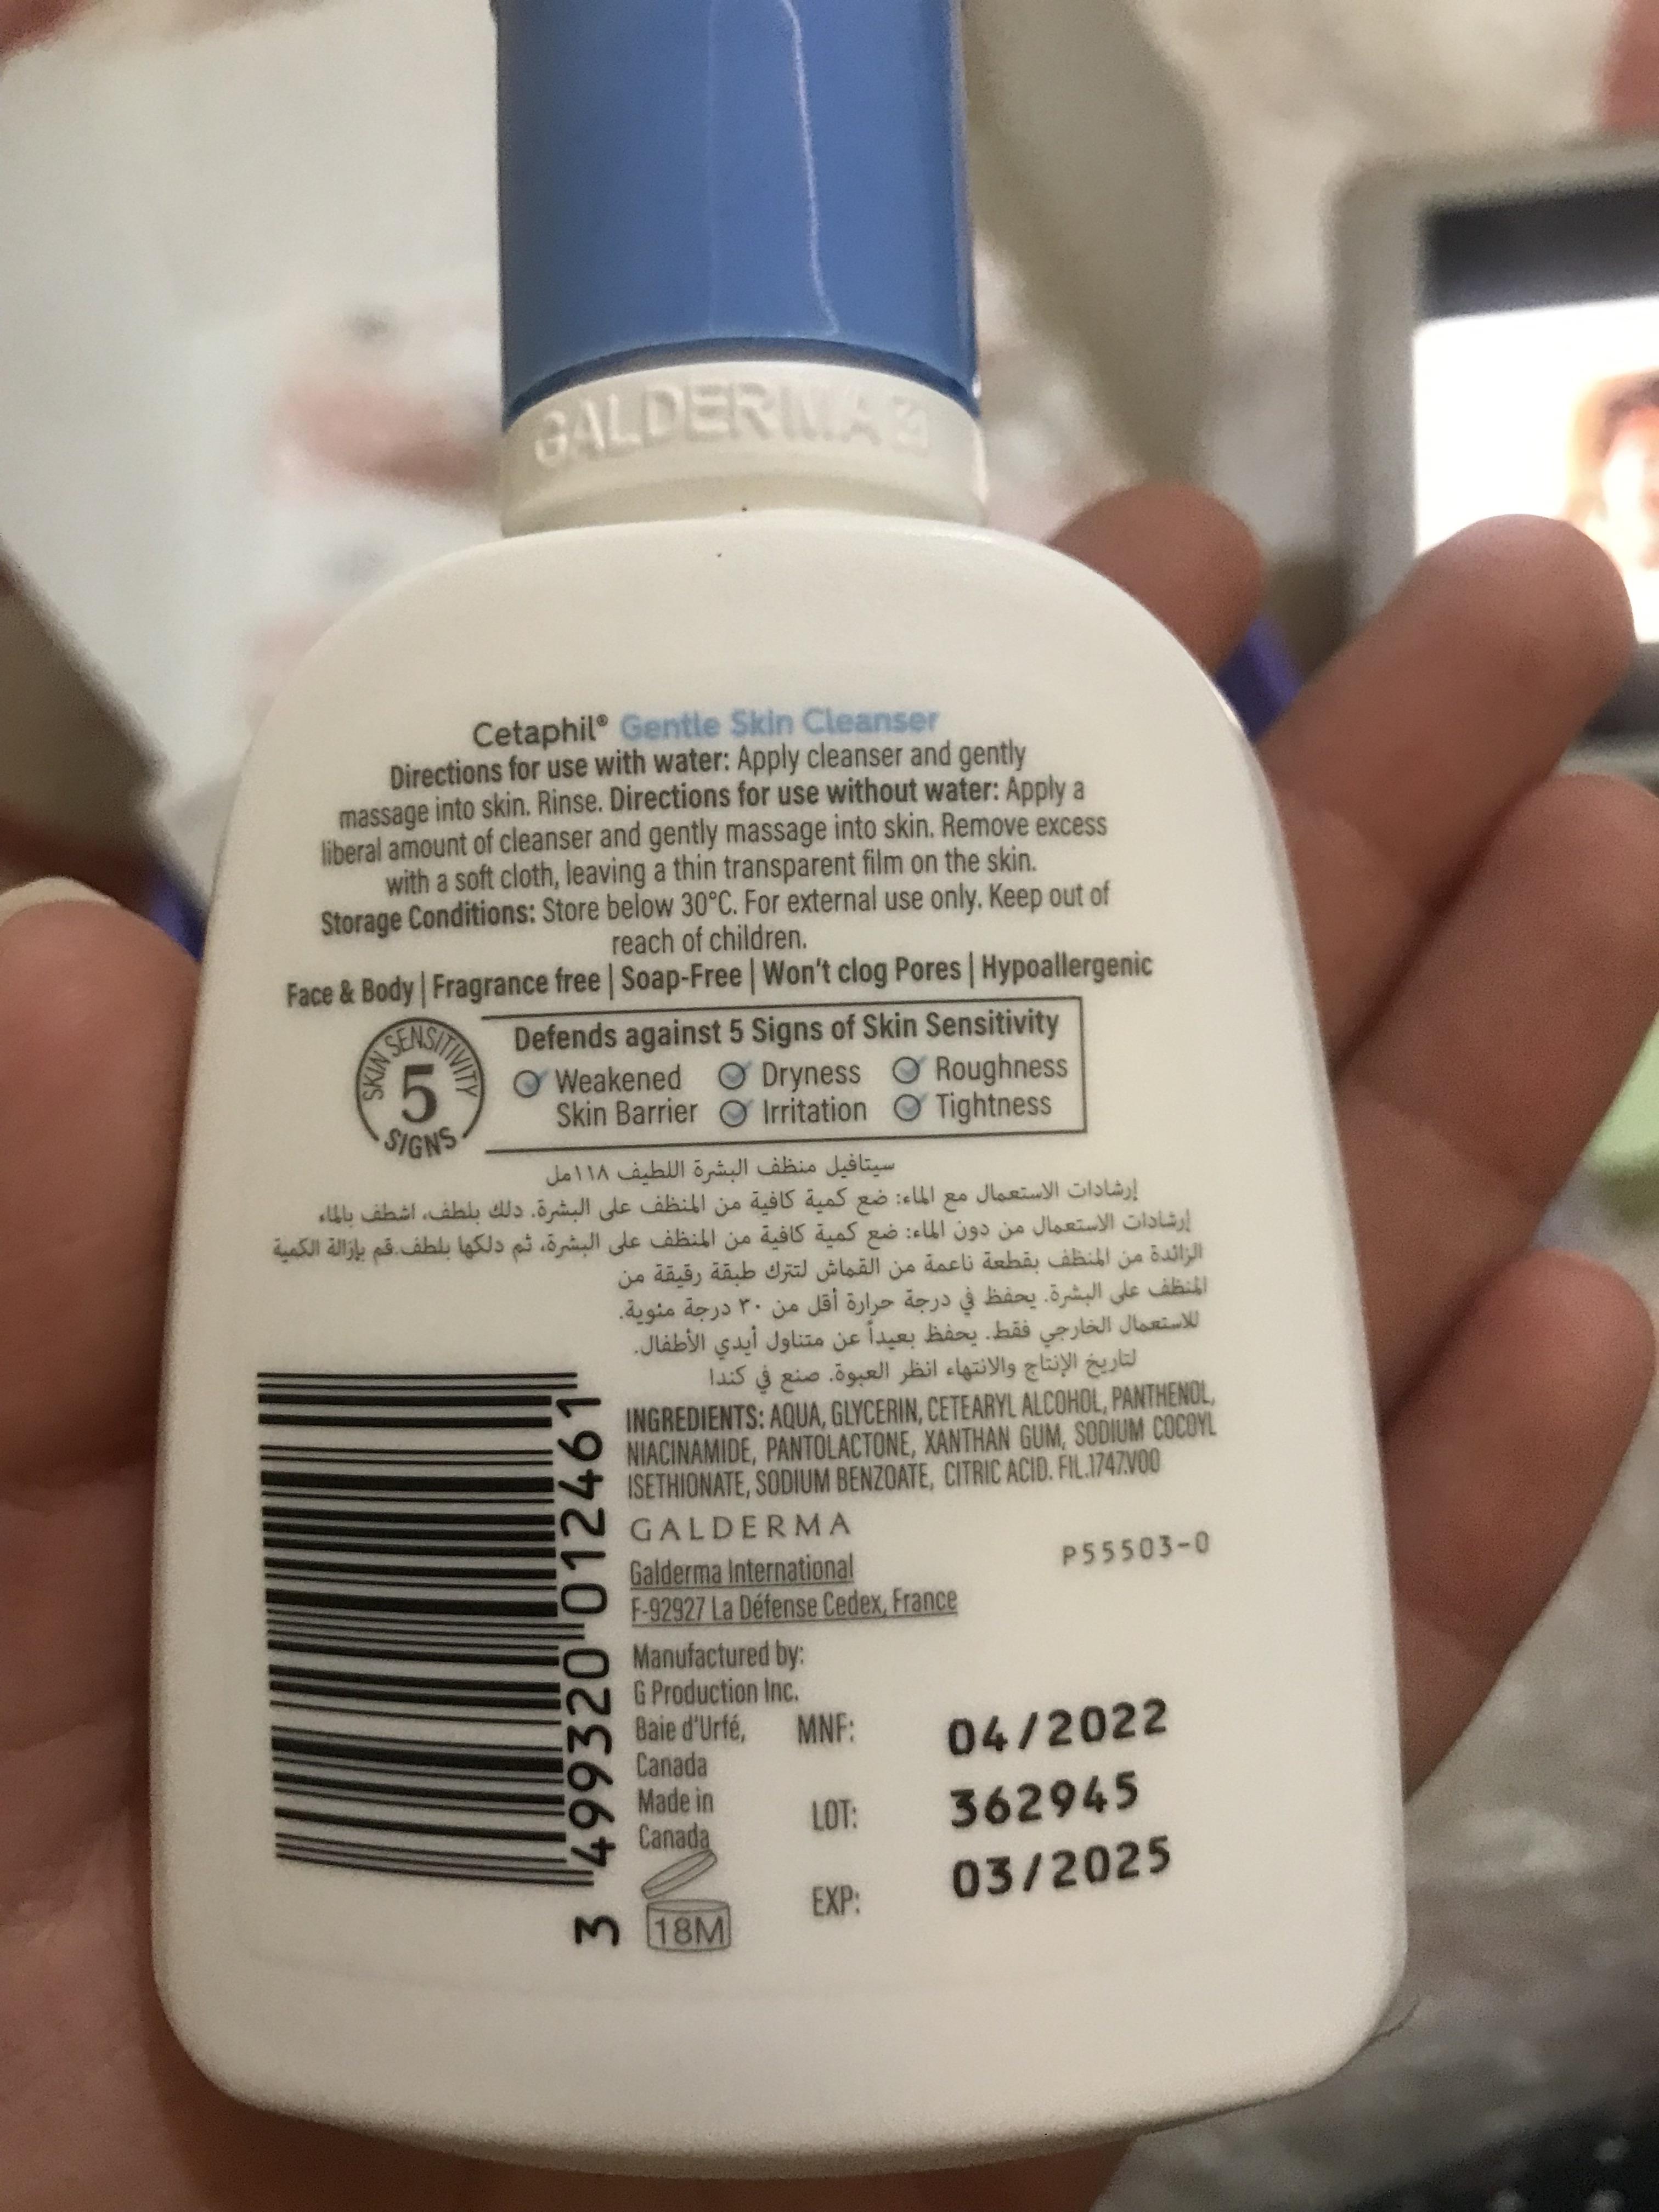 GALDERMA
Cetaphil® Gentle Skin Cleanser
Directions for use with water: Apply cleanser and gently
massage into skin. Rinse. Directions for use without water: Apply a
liberal amount of cleanser and gently massage into skin. Remove excess
with a soft cloth, leaving a thin transparent film on the skin.
Storage Conditions: Store below 30°C. For external use only. Keep out of
reach of children.
Face & Body | Fragrance free | Soap-Free | Won't clog Pores | Hypoallergenic
SKIN SENSITIVITY
5
SIGNS
Defends against 5 Signs of Skin Sensitivity
Weakened Dryness Roughness
Skin Barrier Irritation Tightness
سيتافيل منظف البشرة اللطيف ١١٨مل
إرشادات الاستعمال مع الماء: ضع كمية كافية من المنظف على البشرة. دلك بلطف، اشطف بالماء
إرشادات الاستعمال من دون الماء: ضع كمية كافية من المنظف على البشرة، ثم دلكها بلطف.قم بإزالة الكمية
الزائدة من المنظف بقطعة ناعمة من القماش لتترك طبقة رقيقة من
المنظف على البشرة. يحفظ في درجة حرارة أقل من ٣٠ درجة مئوية.
للاستعمال الخارجي فقط. يحفظ بعيداً عن متناول أيدي الأطفال.
لتاريخ الإنتاج والانتهاء انظر العبوة. صنع في كندا
INGREDIENTS: AQUA, GLYCERIN, CETEARYL ALCOHOL, PANTHENOL,
NIACINAMIDE, PANTOLACTONE, XANTHAN GUM, SODIUM COCOYL
ISETHIONATE, SODIUM BENZOATE, CITRIC ACID. FIL.1747.V00
GALDERMA
P55503-0
Galderma International
F-92927 La Défense Cedex, France
Manufactured by:
G Production Inc.
Baie d'Urfé,
Canada
Made in
Canada
18M
MNF: 04/2022
LOT: 362945
EXP: 03/2025
3 499320 012461